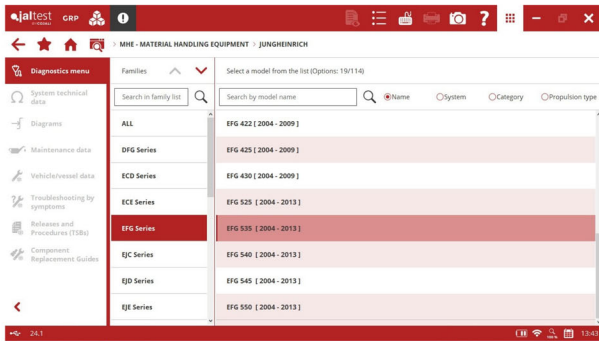 jaltest GRP
by COJALI
?
> MHE - MATERIAL HANDLING EQUIPMENT > JUNGHEINRICH
Diagnostics menu
System technical
data
Diagrams
Maintenance data
Vehicle/vessel data
Troubleshooting by
symptoms
Releases and
Procedures (TSBs)
Component
Replacement Guides
Families
Search in family list
ALL
DFG Series
ECD Series
ECE Series
EFG Series
EJC Series
EJD Series
EJE Series
Select a model from the list (Options: 19/114)
Search by model name
Name System Category Propulsion type
EFG 422 [ 2004 - 2009 ]
EFG 425 [ 2004 - 2009 ]
EFG 430 [ 2004 - 2009 ]
EFG 525 [ 2004 - 2013 ]
EFG 535 [ 2004 - 2013 ]
EFG 540 [ 2004 - 2013 ]
EFG 545 [ 2004 - 2013 ]
EFG 550 [ 2004 - 2013 ]
24.1
100%
13:43